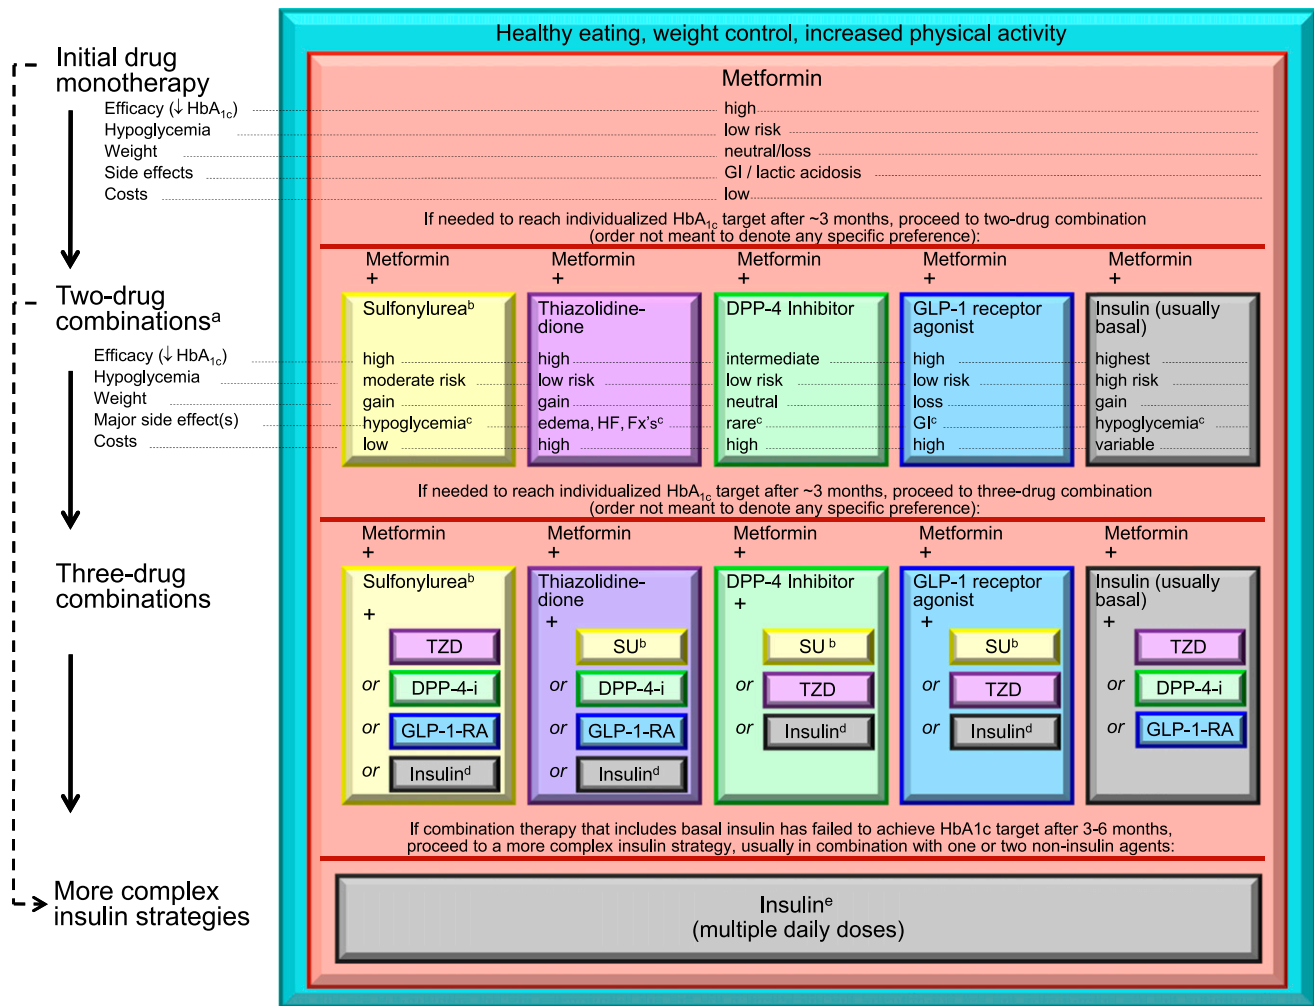 Healthy eating, weight control, increased physical activity
Initial drug
monotherapy
Metformin
Efficacy (↓ HbA1c) high
Hypoglycemia low risk
Weight neutral/loss
Side effects GI / lactic acidosis
Costs low
If needed to reach individualized HbA1c target after ~3 months, proceed to two-drug combination
(order not meant to denote any specific preference):
Metformin Metformin Metformin Metformin Metformin
+ + + + +
Two-drug
combinationsᵃ
Sulfonylureaᵇ Thiazolidine- DPP-4 Inhibitor GLP-1 receptor Insulin (usually
dione agonist basal)
Efficacy (↓ HbA1c) high high intermediate high highest
Hypoglycemia moderate risk low risk low risk low risk high risk
Weight gain gain neutral loss gain
Major side effect(s) hypoglycemiaᶜ edema, HF, Fx'sᶜ rareᶜ GIᶜ hypoglycemiaᶜ
Costs low high high high variable
If needed to reach individualized HbA1c target after ~3 months, proceed to three-drug combination
(order not meant to denote any specific preference):
Metformin Metformin Metformin Metformin Metformin
+ + + + +
Three-drug
combinations
Sulfonylureaᵇ Thiazolidine- DPP-4 Inhibitor GLP-1 receptor Insulin (usually
dione agonist basal)
+ + + + +
TZD SUᵇ SU ᵇ SUᵇ TZD
or DPP-4-i or DPP-4-i or TZD or TZD or DPP-4-i
or GLP-1-RA or GLP-1-RA or Insulinᵈ or Insulinᵈ or GLP-1-RA
or Insulinᵈ or Insulinᵈ
If combination therapy that includes basal insulin has failed to achieve HbA1c target after 3-6 months,
proceed to a more complex insulin strategy, usually in combination with one or two non-insulin agents:
More complex
insulin strategies
Insulinᵉ
(multiple daily doses)